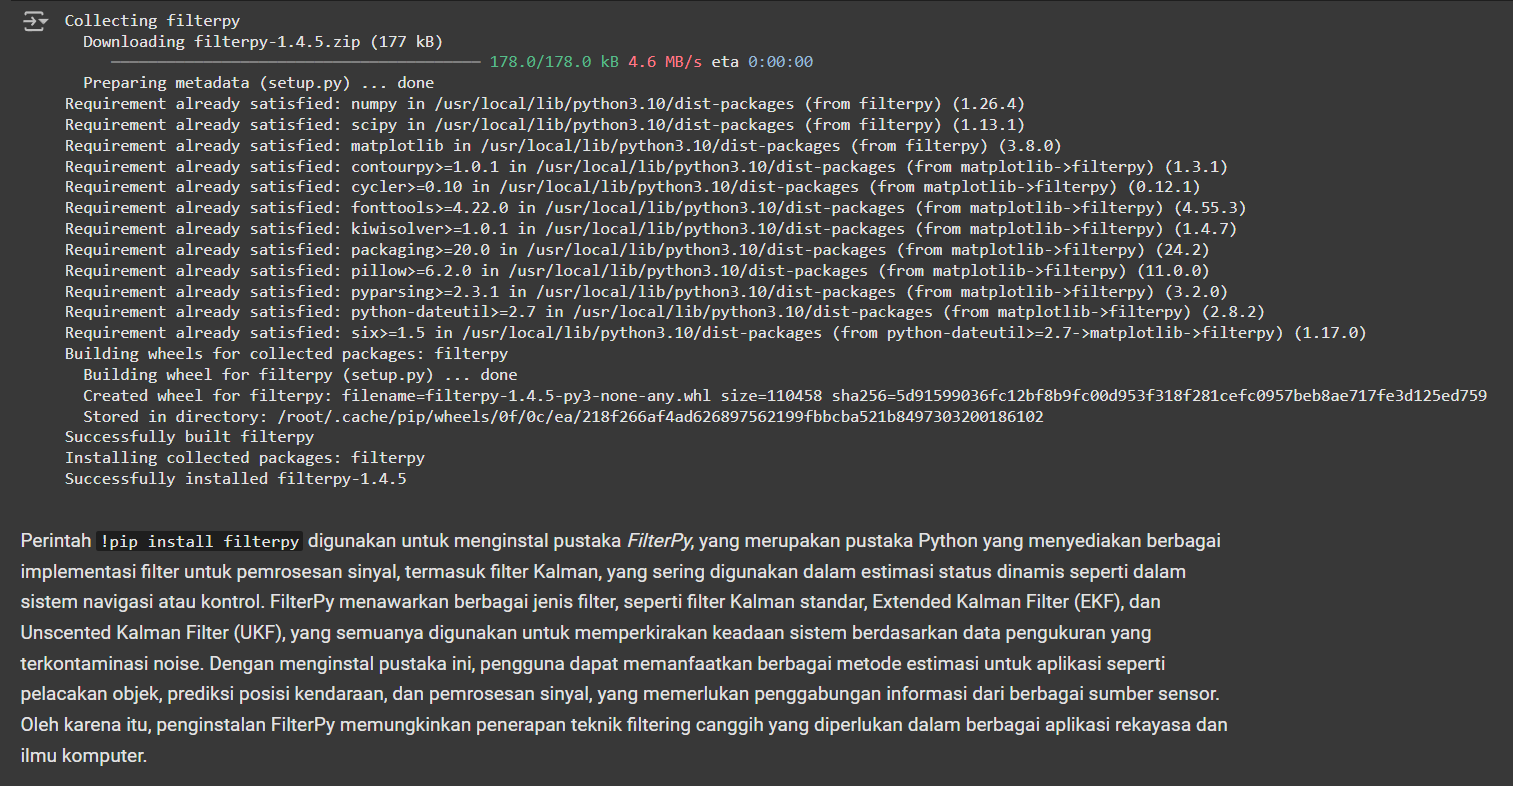 Collecting filterpy
Downloading filterpy-1.4.5.zip (177 kB)
178.0/178.0 kB 4.6 MB/s eta 0:00:00
Preparing metadata (setup.py) ... done
Requirement already satisfied: numpy in /usr/local/lib/python3.10/dist-packages (from filterpy) (1.26.4)
Requirement already satisfied: scipy in /usr/local/lib/python3.10/dist-packages (from filterpy) (1.13.1)
Requirement already satisfied: matplotlib in /usr/local/lib/python3.10/dist-packages (from filterpy) (3.8.0)
Requirement already satisfied: contourpy>=1.0.1 in /usr/local/lib/python3.10/dist-packages (from matplotlib->filterpy) (1.3.1)
Requirement already satisfied: cycler>=0.10 in /usr/local/lib/python3.10/dist-packages (from matplotlib->filterpy) (0.12.1)
Requirement already satisfied: fonttools>=4.22.0 in /usr/local/lib/python3.10/dist-packages (from matplotlib->filterpy) (4.55.3)
Requirement already satisfied: kiwisolver>=1.0.1 in /usr/local/lib/python3.10/dist-packages (from matplotlib->filterpy) (1.4.7)
Requirement already satisfied: packaging>=20.0 in /usr/local/lib/python3.10/dist-packages (from matplotlib->filterpy) (24.2)
Requirement already satisfied: pillow>=6.2.0 in /usr/local/lib/python3.10/dist-packages (from matplotlib->filterpy) (11.0.0)
Requirement already satisfied: pyparsing>=2.3.1 in /usr/local/lib/python3.10/dist-packages (from matplotlib->filterpy) (3.2.0)
Requirement already satisfied: python-dateutil>=2.7 in /usr/local/lib/python3.10/dist-packages (from matplotlib->filterpy) (2.8.2)
Requirement already satisfied: six>=1.5 in /usr/local/lib/python3.10/dist-packages (from python-dateutil>=2.7->matplotlib->filterpy) (1.17.0)
Building wheels for collected packages: filterpy
Building wheel for filterpy (setup.py) ... done
Created wheel for filterpy: filename=filterpy-1.4.5-py3-none-any.whl size=110458 sha256=5d91599036fc12bf8b9fc00d953f318f281cefc0957beb8ae717fe3d125ed759
Stored in directory: /root/.cache/pip/wheels/0f/0c/ea/218f266af4ad626897562199fbbcba521b8497303200186102
Successfully built filterpy
Installing collected packages: filterpy
Successfully installed filterpy-1.4.5
Perintah !pip install filterpy digunakan untuk menginstal pustaka FilterPy, yang merupakan pustaka Python yang menyediakan berbagai
implementasi filter untuk pemrosesan sinyal, termasuk filter Kalman, yang sering digunakan dalam estimasi status dinamis seperti dalam
sistem navigasi atau kontrol. FilterPy menawarkan berbagai jenis filter, seperti filter Kalman standar, Extended Kalman Filter (EKF), dan
Unscented Kalman Filter (UKF), yang semuanya digunakan untuk memperkirakan keadaan sistem berdasarkan data pengukuran yang
terkontaminasi noise. Dengan menginstal pustaka ini, pengguna dapat memanfaatkan berbagai metode estimasi untuk aplikasi seperti
pelacakan objek, prediksi posisi kendaraan, dan pemrosesan sinyal, yang memerlukan penggabungan informasi dari berbagai sumber sensor.
Oleh karena itu, penginstalan FilterPy memungkinkan penerapan teknik filtering canggih yang diperlukan dalam berbagai aplikasi rekayasa dan
ilmu komputer.